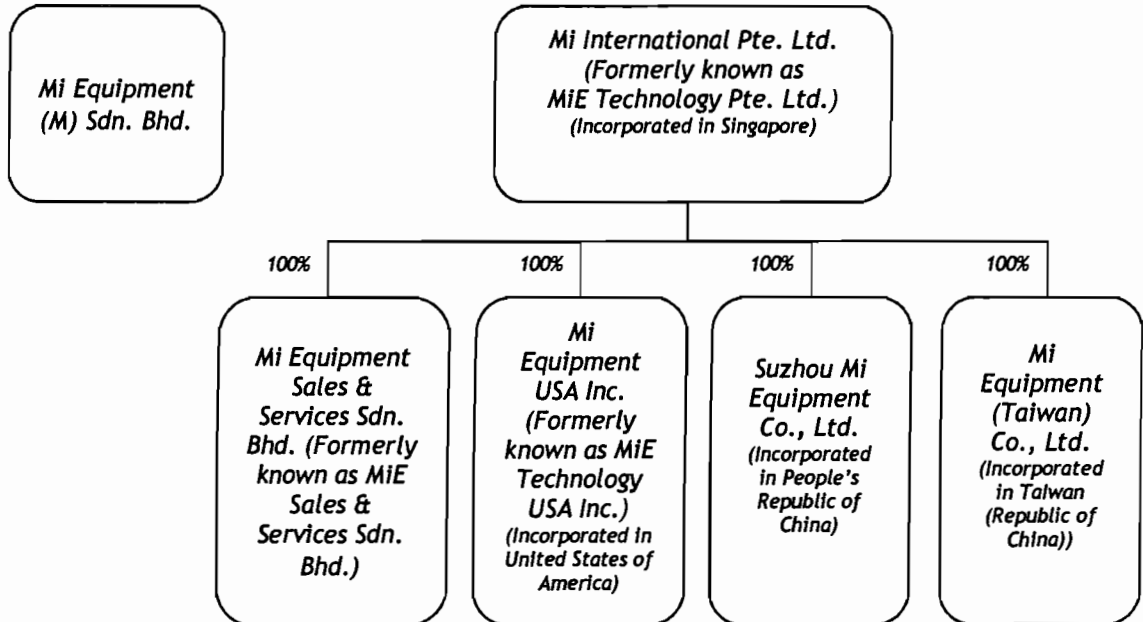 Mi Equipment
(M) Sdn. Bhd.
Mi International Pte. Ltd.
(Formerly known as
MiE Technology Pte. Ltd.)
(Incorporated in Singapore)
100%
100%
100%
100%
Mi Equipment
Sales &
Services Sdn.
Bhd. (Formerly
known as MiE
Sales &
Services Sdn.
Bhd.)
Mi
Equipment
USA Inc.
(Formerly
known as MiE
Technology
USA Inc.)
(Incorporated in
United States of
America)
Suzhou Mi
Equipment
Co., Ltd.
(Incorporated
in People's
Republic of
China)
Mi
Equipment
(Taiwan)
Co., Ltd.
(Incorporated
in Taiwan
(Republic of
China))